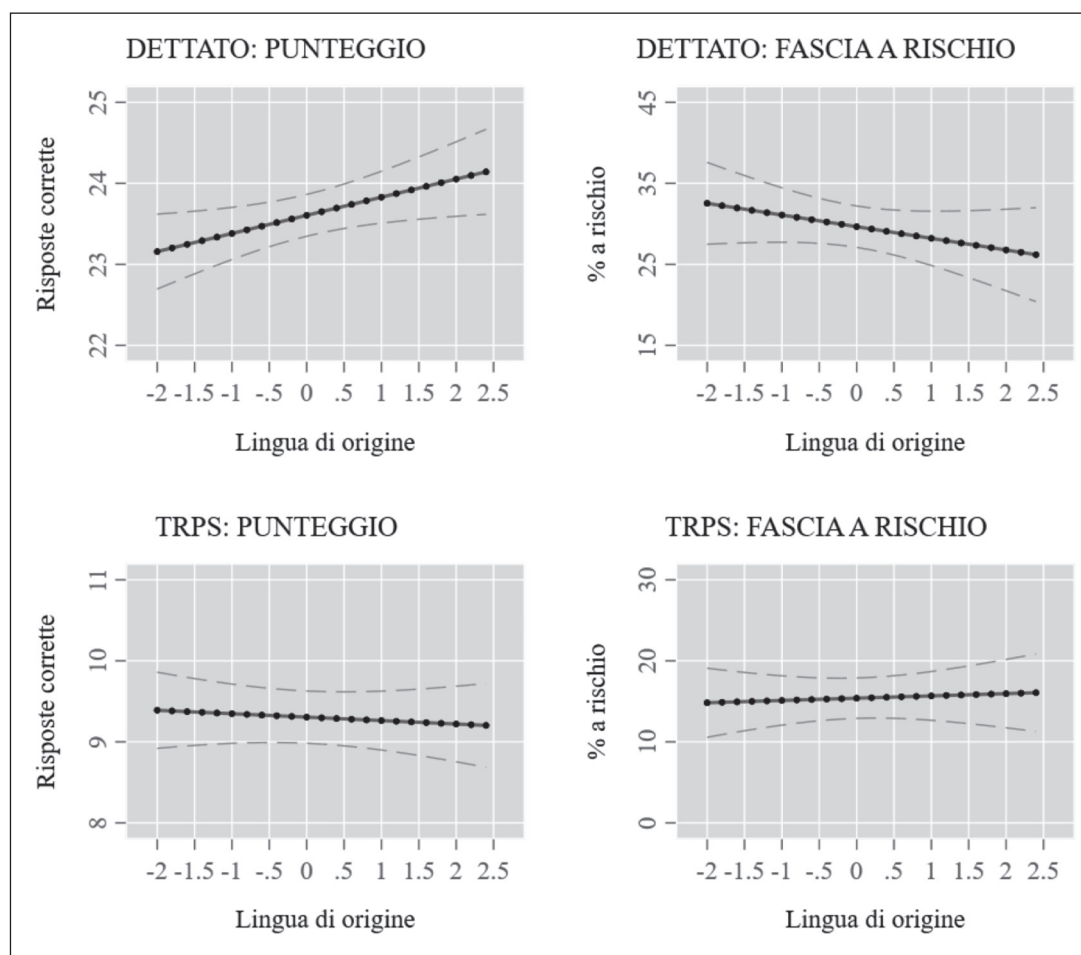 DETTATO: PUNTEGGIO
Risposte corrette
25
24
23
22
-2 -1.5 -1 -.5 0 .5 1 1.5 2 2.5
Lingua di origine
DETTATO: FASCIA A RISCHIO
% a rischio
45
35
25
15
-2 -1.5 -1 -.5 0 .5 1 1.5 2 2.5
Lingua di origine
TRPS: PUNTEGGIO
Risposte corrette
11
10
9
8
-2 -1.5 -1 -.5 0 .5 1 1.5 2 2.5
Lingua di origine
TRPS: FASCIA A RISCHIO
% a rischio
30
20
10
0
-2 -1.5 -1 -.5 0 .5 1 1.5 2 2.5
Lingua di origine